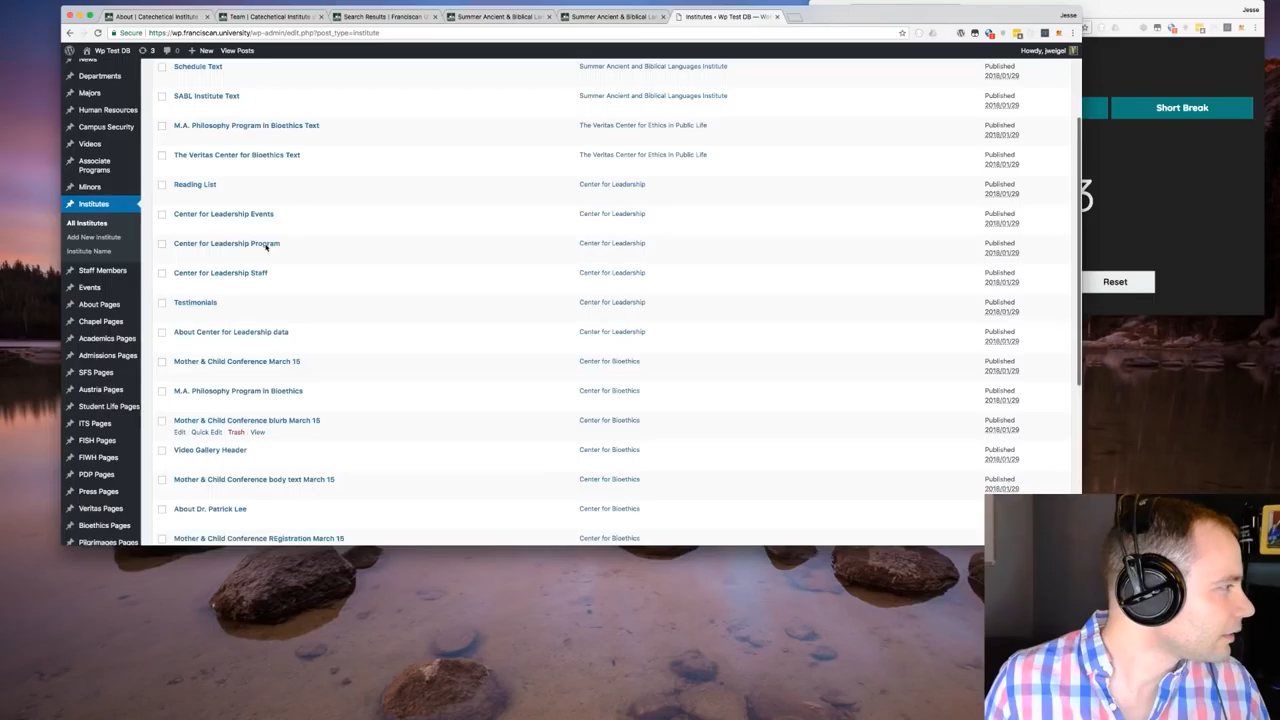 Jesse
About | Catechetical Institute
Team | Catechetical Institute
Search Results | Franciscan U
Summer Ancient & Biblical Lan
Summer Ancient & Biblical Lan
Institutes ‹ Wp Test DB — Wo
Jesse
Secure | https://wp.franciscan.university/wp-admin/edit.php?post_type=institute
Wp Test DB 3 0 + New View Posts Howdy, jweigel
News
Departments
Majors
Human Resources
Campus Security
Videos
Associate
Programs
Minors
Institutes
All Institutes
Add New Institute
Institute Name
Staff Members
Events
About Pages
Chapel Pages
Academics Pages
Admissions Pages
SFS Pages
Austria Pages
Student Life Pages
ITS Pages
FISH Pages
FIWH Pages
PDP Pages
Press Pages
Veritas Pages
Bioethics Pages
Pilgrimages Pages
Schedule Text Summer Ancient and Biblical Languages Institute Published
2018/01/29
SABL Institute Text Summer Ancient and Biblical Languages Institute Published
2018/01/29
M.A. Philosophy Program in Bioethics Text The Veritas Center for Ethics in Public Life Published
2018/01/29
The Veritas Center for Bioethics Text The Veritas Center for Ethics in Public Life Published
2018/01/29
Reading List Center for Leadership Published
2018/01/29
Center for Leadership Events Center for Leadership Published
2018/01/29
Center for Leadership Program Center for Leadership Published
2018/01/29
Center for Leadership Staff Center for Leadership Published
2018/01/29
Testimonials Center for Leadership Published
2018/01/29
About Center for Leadership data Center for Leadership Published
2018/01/29
Mother & Child Conference March 15 Center for Bioethics Published
2018/01/29
M.A. Philosophy Program in Bioethics Center for Bioethics Published
2018/01/29
Mother & Child Conference blurb March 15 Center for Bioethics Published
Edit | Quick Edit | Trash | View 2018/01/29
Video Gallery Header Center for Bioethics Published
2018/01/29
Mother & Child Conference body text March 15 Center for Bioethics Published
2018/01/29
About Dr. Patrick Lee Center for Bioethics
Mother & Child Conference REgistration March 15 Center for Bioethics
Short Break
3
Reset